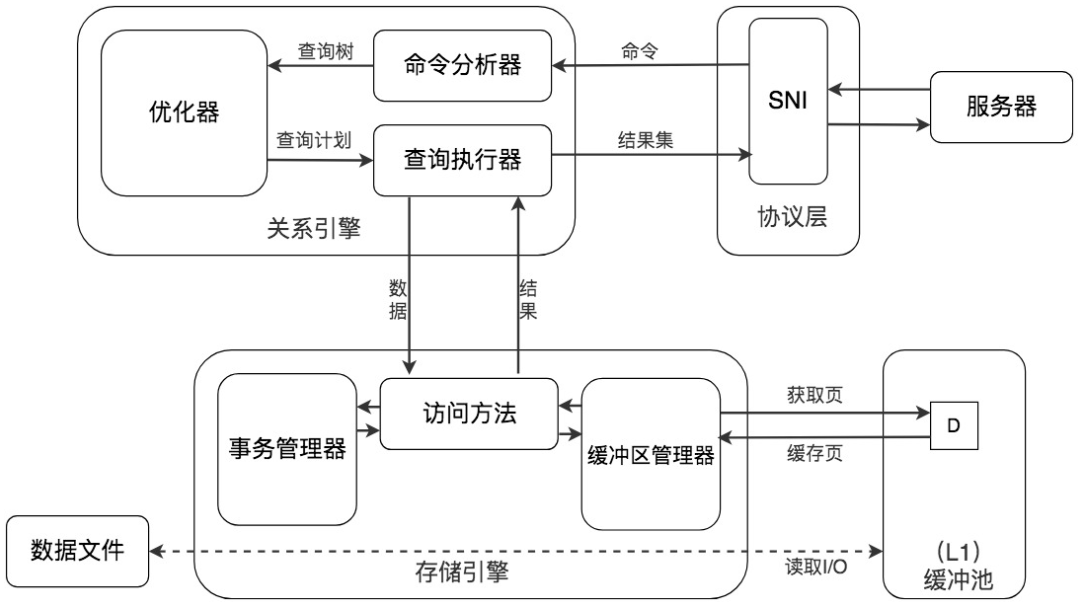 查询树
命令分析器
命令
优化器
SNI
服务器
查询计划
查询执行器
结果集
关系引擎
协议层
数
据
结
果
访问方法
获取页
D
事务管理器
缓冲区管理器
缓存页
数据文件
存储引擎
读取I/O
（L1）
缓冲池